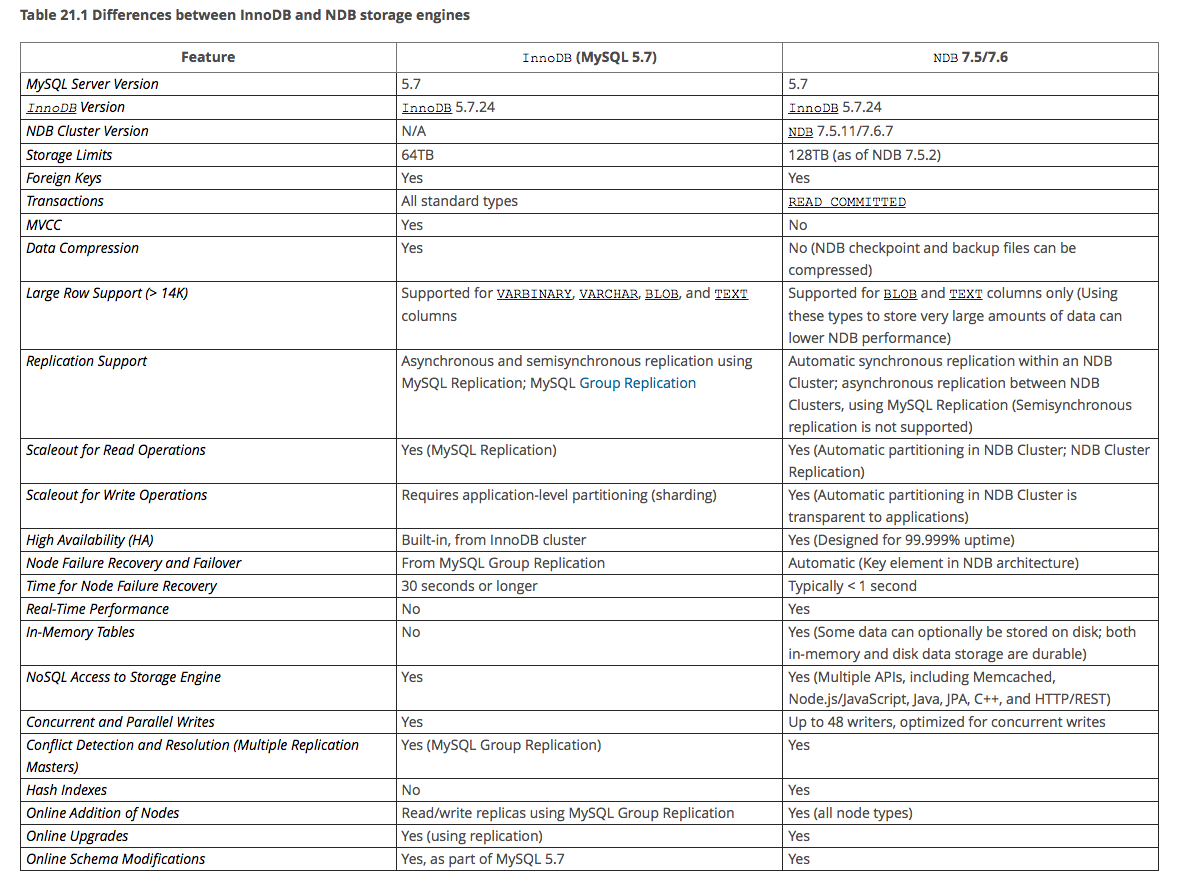 Table 21.1 Differences between InnoDB and NDB storage engines
Feature InnoDB (MySQL 5.7) NDB 7.5/7.6
MySQL Server Version 5.7 5.7
InnoDB Version InnoDB 5.7.24 InnoDB 5.7.24
NDB Cluster Version N/A NDB 7.5.11/7.6.7
Storage Limits 64TB 128TB (as of NDB 7.5.2)
Foreign Keys Yes Yes
Transactions All standard types READ COMMITTED
MVCC Yes No
Data Compression Yes No (NDB checkpoint and backup files can be
compressed)
Large Row Support (> 14K) Supported for VARBINARY, VARCHAR, BLOB, and TEXT Supported for BLOB and TEXT columns only (Using
columns these types to store very large amounts of data can
lower NDB performance)
Replication Support Asynchronous and semisynchronous replication using Automatic synchronous replication within an NDB
MySQL Replication; MySQL Group Replication Cluster; asynchronous replication between NDB
Clusters, using MySQL Replication (Semisynchronous
replication is not supported)
Scaleout for Read Operations Yes (MySQL Replication) Yes (Automatic partitioning in NDB Cluster; NDB Cluster
Replication)
Scaleout for Write Operations Requires application-level partitioning (sharding) Yes (Automatic partitioning in NDB Cluster is
transparent to applications)
High Availability (HA) Built-in, from InnoDB cluster Yes (Designed for 99.999% uptime)
Node Failure Recovery and Failover From MySQL Group Replication Automatic (Key element in NDB architecture)
Time for Node Failure Recovery 30 seconds or longer Typically < 1 second
Real-Time Performance No Yes
In-Memory Tables No Yes (Some data can optionally be stored on disk; both
in-memory and disk data storage are durable)
NoSQL Access to Storage Engine Yes Yes (Multiple APIs, including Memcached,
Node.js/JavaScript, Java, JPA, C++, and HTTP/REST)
Concurrent and Parallel Writes Yes Up to 48 writers, optimized for concurrent writes
Conflict Detection and Resolution (Multiple Replication Yes (MySQL Group Replication) Yes
Masters)
Hash Indexes No Yes
Online Addition of Nodes Read/write replicas using MySQL Group Replication Yes (all node types)
Online Upgrades Yes (using replication) Yes
Online Schema Modifications Yes, as part of MySQL 5.7 Yes